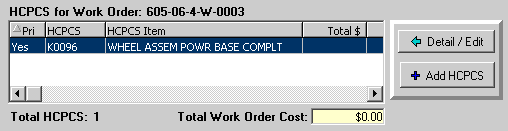 HCPCS for Work Order: 605-06-4-W-0003
Pri HCPCS HCPCS Item Total $
Yes K0096 WHEEL ASSEM POWR BASE COMPLT
Detail / Edit
Add HCPCS
Total HCPCS: 1 Total Work Order Cost: $0.00